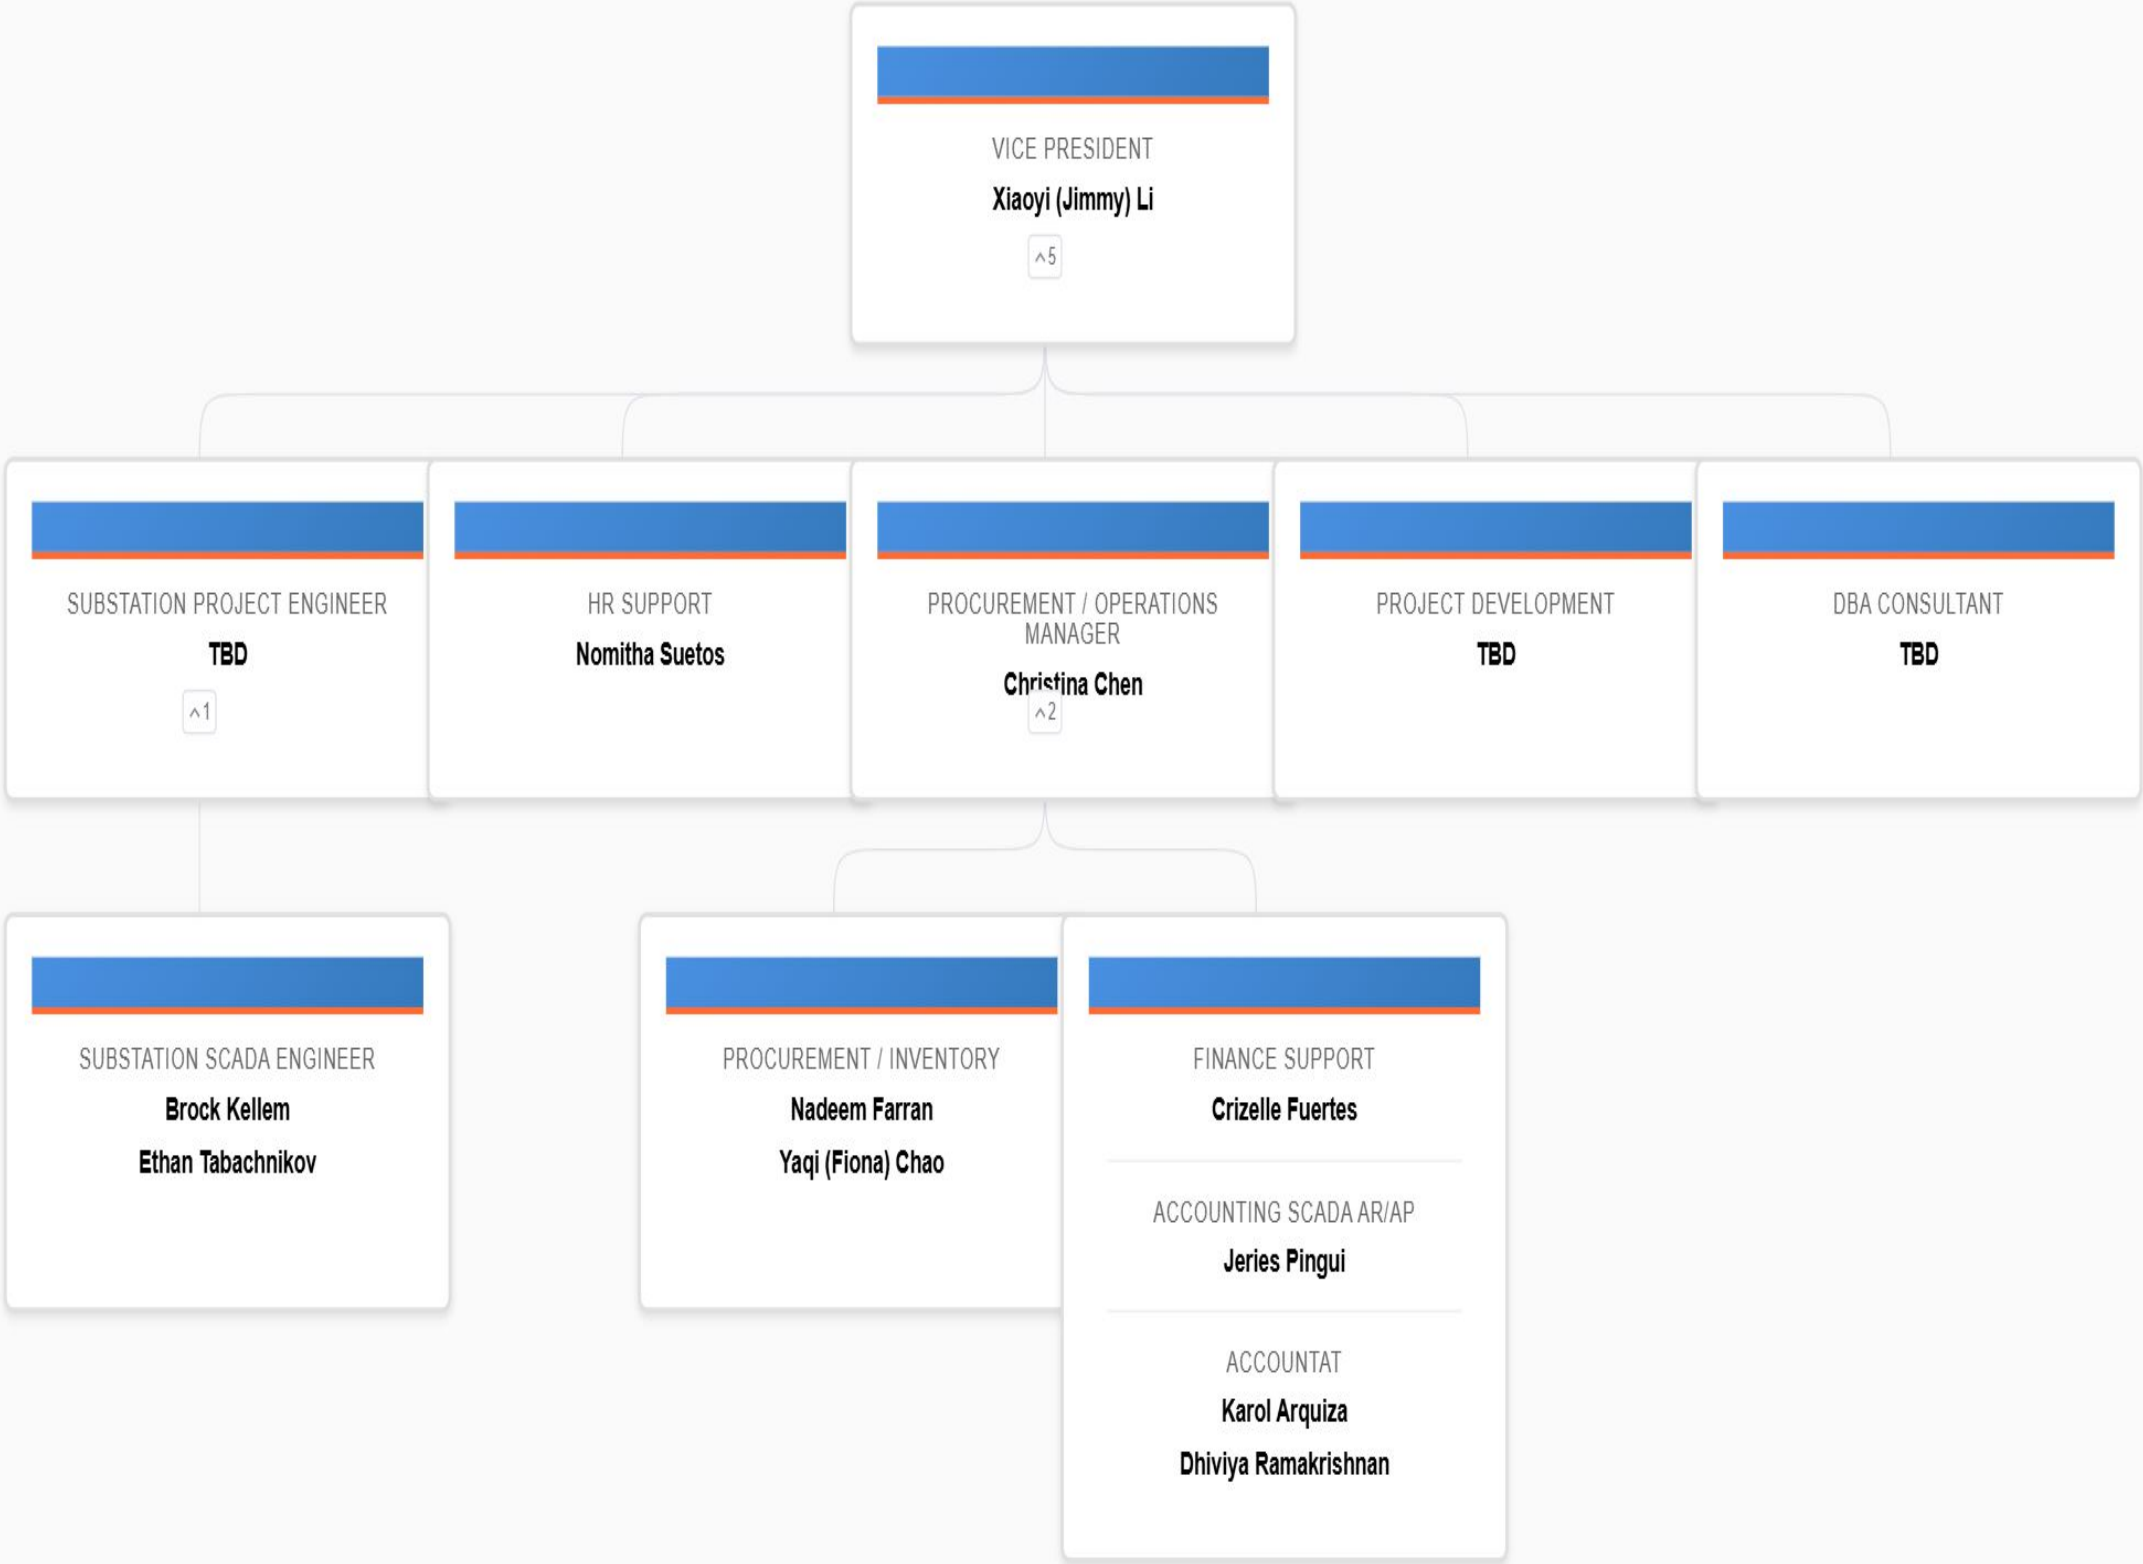 VICE PRESIDENT
Xiaoyi (Jimmy) Li
^5
SUBSTATION PROJECT ENGINEER
TBD
^1
HR SUPPORT
Nomitha Suetos
PROCUREMENT / OPERATIONS
MANAGER
Christina Chen
^2
PROJECT DEVELOPMENT
TBD
DBA CONSULTANT
TBD
SUBSTATION SCADA ENGINEER
Brock Kellem
Ethan Tabachnikov
PROCUREMENT / INVENTORY
Nadeem Farran
Yaqi (Fiona) Chao
FINANCE SUPPORT
Crizelle Fuertes
ACCOUNTING SCADA AR/AP
Jeries Pingui
ACCOUNTAT
Karol Arquiza
Dhiviya Ramakrishnan